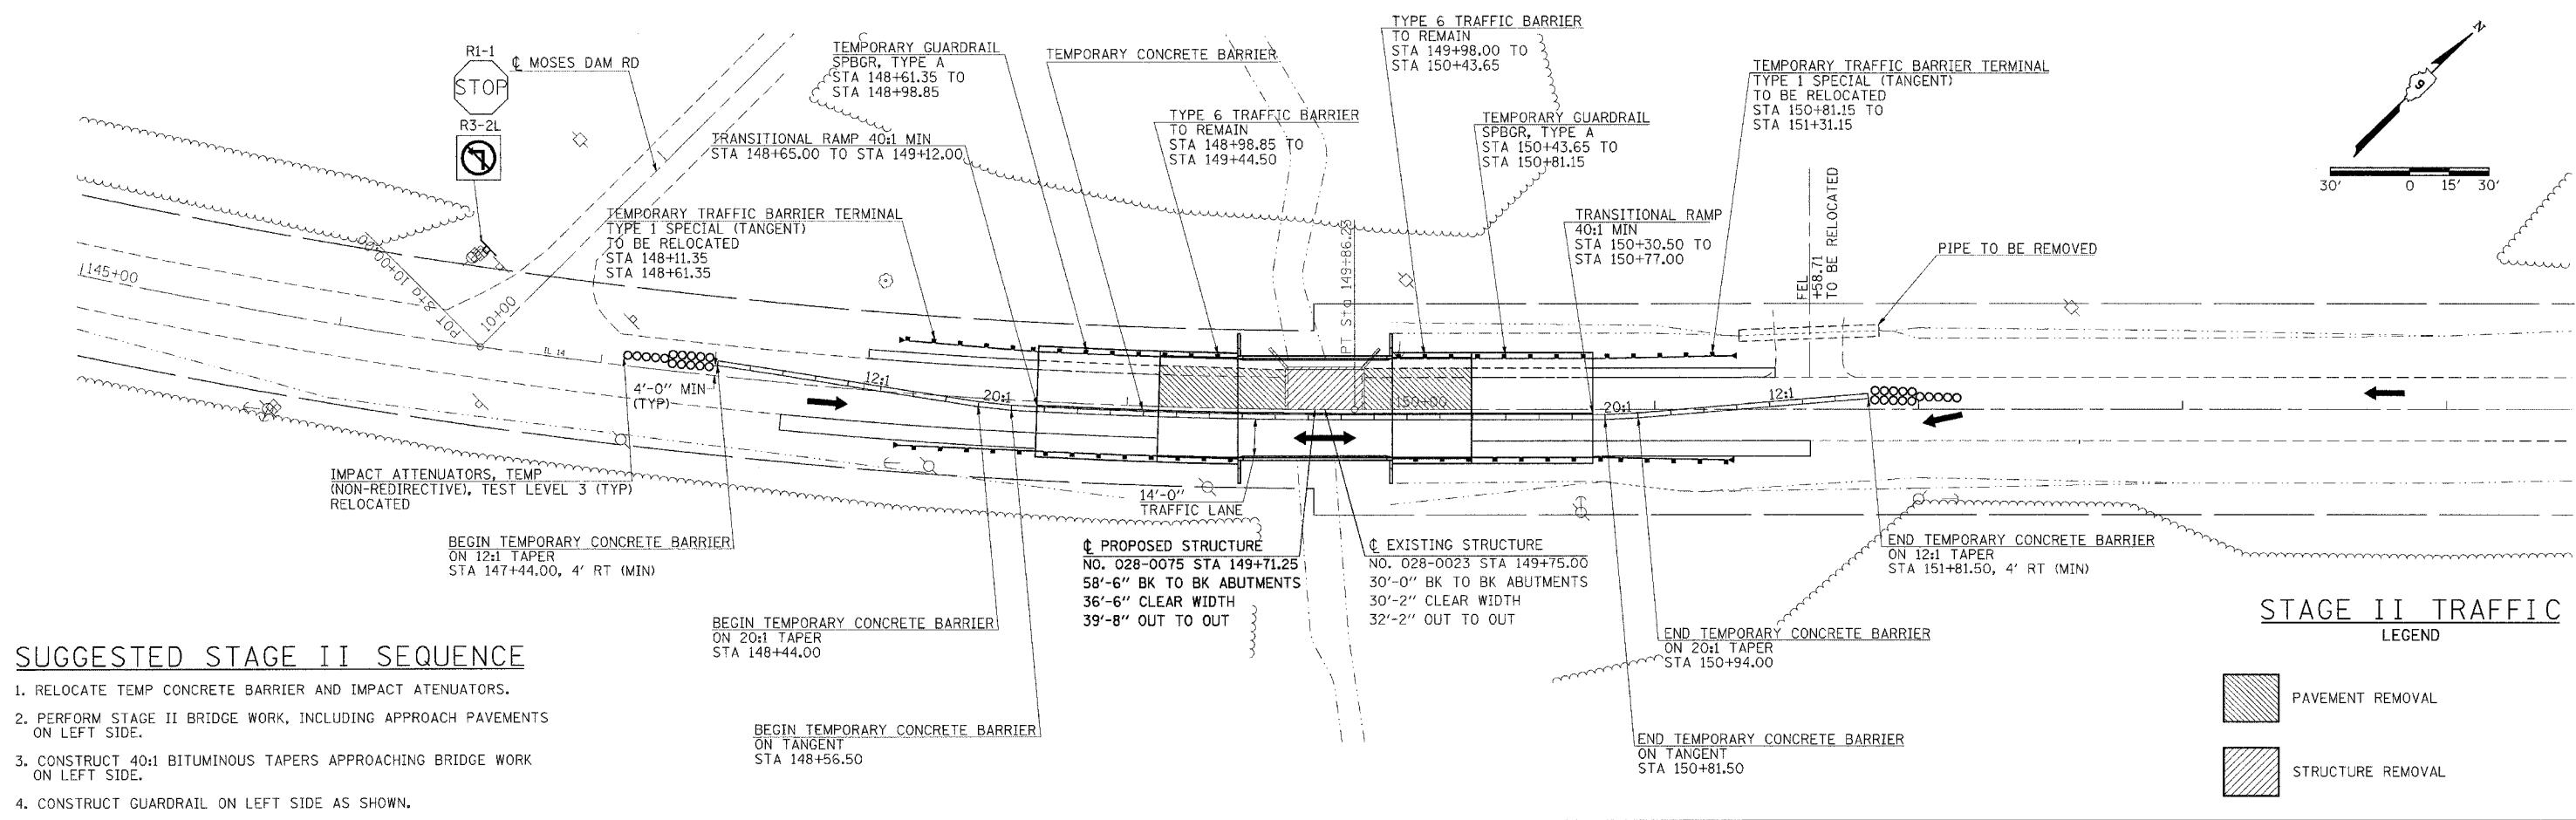 R1-1
STOP
R3-2L
℄ MOSES DAM RD
TEMPORARY GUARDRAIL
SPBGR, TYPE A
STA 148+61.35 TO
STA 148+98.85
TEMPORARY CONCRETE BARRIER
TYPE 6 TRAFFIC BARRIER
TO REMAIN
STA 149+98.00 TO
STA 150+43.65
TEMPORARY TRAFFIC BARRIER TERMINAL
TYPE 1 SPECIAL (TANGENT)
TO BE RELOCATED
STA 150+81.15 TO
STA 151+31.15
N
9
30' 0 15' 30'
TRANSITIONAL RAMP 40:1 MIN
STA 148+65.00 TO STA 149+12.00
TYPE 6 TRAFFIC BARRIER
TO REMAIN
STA 148+98.85 TO
STA 149+44.50
TEMPORARY GUARDRAIL
SPBGR, TYPE A
STA 150+43.65 TO
STA 150+81.15
TEMPORARY TRAFFIC BARRIER TERMINAL
TYPE 1 SPECIAL (TANGENT)
TO BE RELOCATED
STA 148+11.35
STA 148+61.35
TRANSITIONAL RAMP
40:1 MIN
STA 150+30.50 TO
STA 150+77.00
FEL
+58.71
TO BE RELOCATED
PIPE TO BE REMOVED
145+00
POT Sta 10+00.00
10+00
IL 14
PT Sta 149+86.25
150+00
4'-0" MIN
(TYP)
12:1
20:1
20:1
12:1
IMPACT ATTENUATORS, TEMP
(NON-REDIRECTIVE), TEST LEVEL 3 (TYP)
RELOCATED
14'-0"
TRAFFIC LANE
BEGIN TEMPORARY CONCRETE BARRIER
ON 12:1 TAPER
STA 147+44.00, 4' RT (MIN)
℄ PROPOSED STRUCTURE
NO. 028-0075 STA 149+71.25
58'-6" BK TO BK ABUTMENTS
36'-6" CLEAR WIDTH
39'-8" OUT TO OUT
℄ EXISTING STRUCTURE
NO. 028-0023 STA 149+75.00
30'-0" BK TO BK ABUTMENTS
30'-2" CLEAR WIDTH
32'-2" OUT TO OUT
END TEMPORARY CONCRETE BARRIER
ON 12:1 TAPER
STA 151+81.50, 4' RT (MIN)
BEGIN TEMPORARY CONCRETE BARRIER
ON 20:1 TAPER
STA 148+44.00
END TEMPORARY CONCRETE BARRIER
ON 20:1 TAPER
STA 150+94.00
BEGIN TEMPORARY CONCRETE BARRIER
ON TANGENT
STA 148+56.50
END TEMPORARY CONCRETE BARRIER
ON TANGENT
STA 150+81.50
SUGGESTED STAGE II SEQUENCE
1. RELOCATE TEMP CONCRETE BARRIER AND IMPACT ATENUATORS.
2. PERFORM STAGE II BRIDGE WORK, INCLUDING APPROACH PAVEMENTS
ON LEFT SIDE.
3. CONSTRUCT 40:1 BITUMINOUS TAPERS APPROACHING BRIDGE WORK
ON LEFT SIDE.
4. CONSTRUCT GUARDRAIL ON LEFT SIDE AS SHOWN.
STAGE II TRAFFIC
LEGEND
PAVEMENT REMOVAL
STRUCTURE REMOVAL